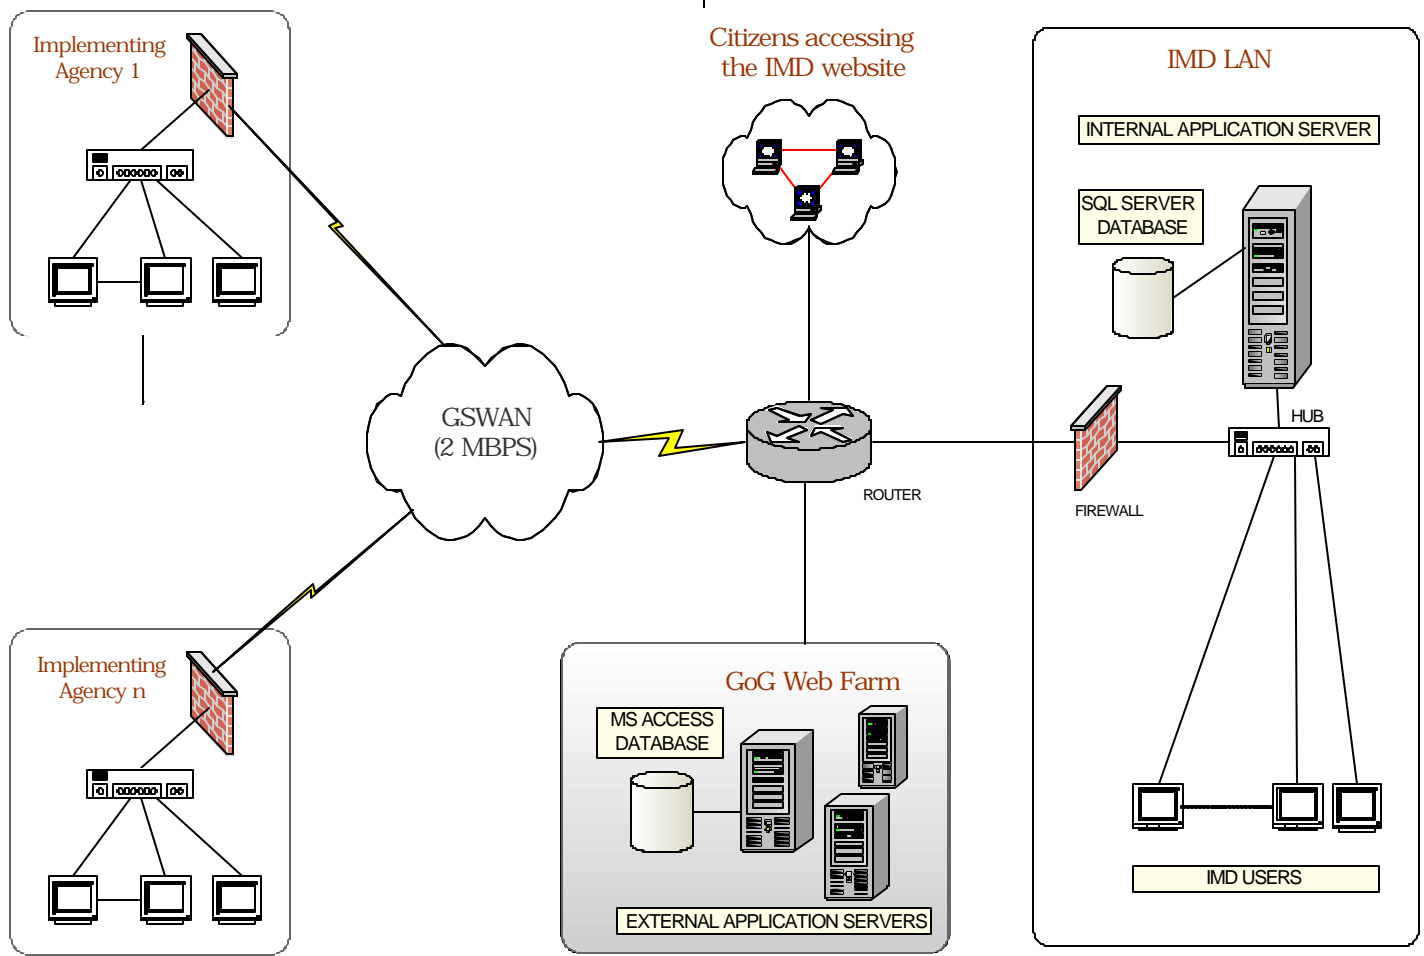 Implementing
Agency 1
Citizens accessing
the IMD website
IMD LAN
INTERNAL APPLICATION SERVER
SQL SERVER
DATABASE
GSWAN
(2 MBPS)
HUB
ROUTER
FIREWALL
Implementing
Agency n
GoG Web Farm
MS ACCESS
DATABASE
EXTERNAL APPLICATION SERVERS
IMD USERS